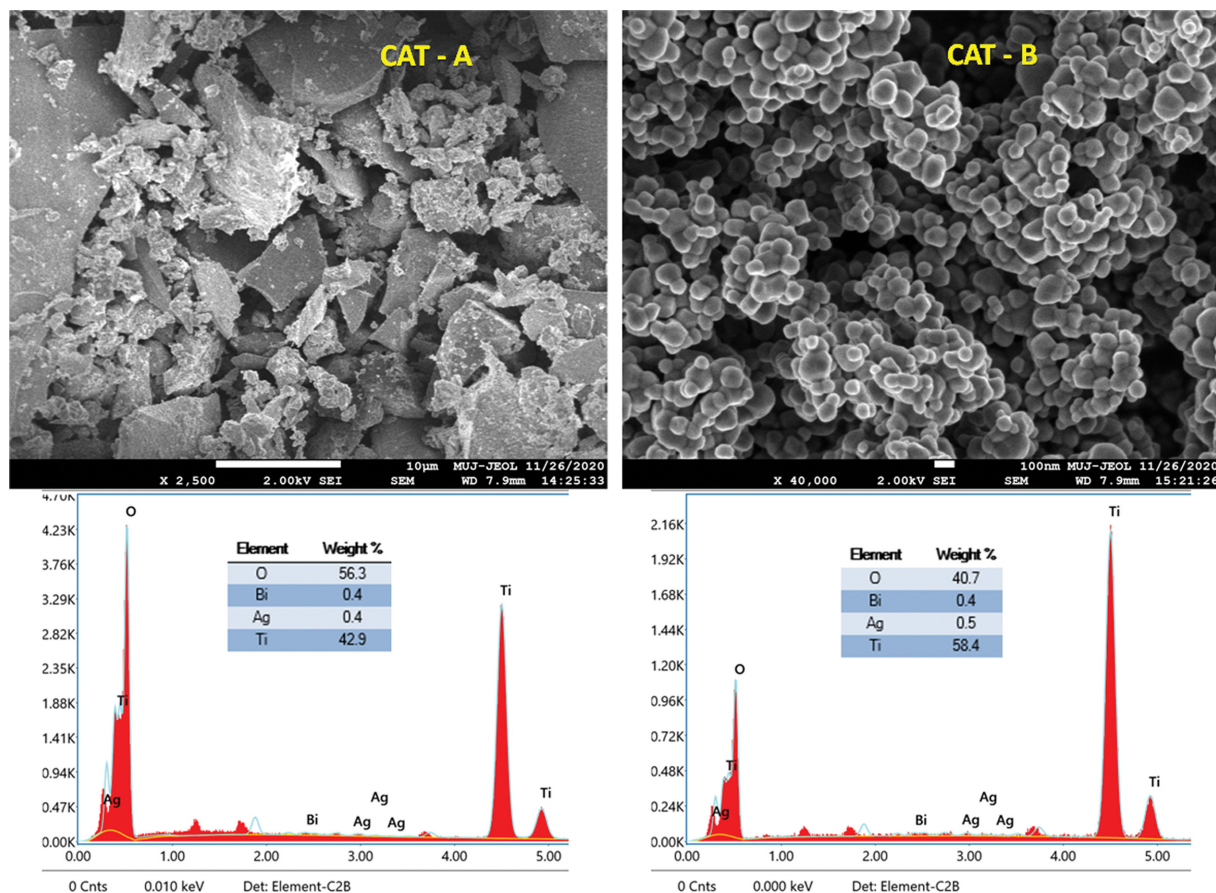 CAT - A
10µm MUJ-JEOL 11/26/2020
X 2,500 2.00kV SEI SEM WD 7.9mm 14:25:33
CAT - B
100nm MUJ-JEOL 11/26/2020
X 40,000 2.00kV SEI SEM WD 7.9mm 15:21:26
4.70K
4.23K
3.76K
3.29K
2.82K
2.35K
1.88K
1.41K
0.94K
0.47K
0.00K
O
Ti
Ag
Bi
Ag
Ag
Ag
Ti
Ti
Element Weight %
O 56.3
Bi 0.4
Ag 0.4
Ti 42.9
0.00 1.00 2.00 3.00 4.00 5.00
0 Cnts 0.010 keV Det: Element-C2B
2.16K
1.92K
1.68K
1.44K
1.20K
0.96K
0.72K
0.48K
0.24K
0.00K
O
Ti
Ag
Bi
Ag
Ag
Ag
Ti
Ti
Element Weight %
O 40.7
Bi 0.4
Ag 0.5
Ti 58.4
0.00 1.00 2.00 3.00 4.00 5.00
0 Cnts 0.000 keV Det: Element-C2B